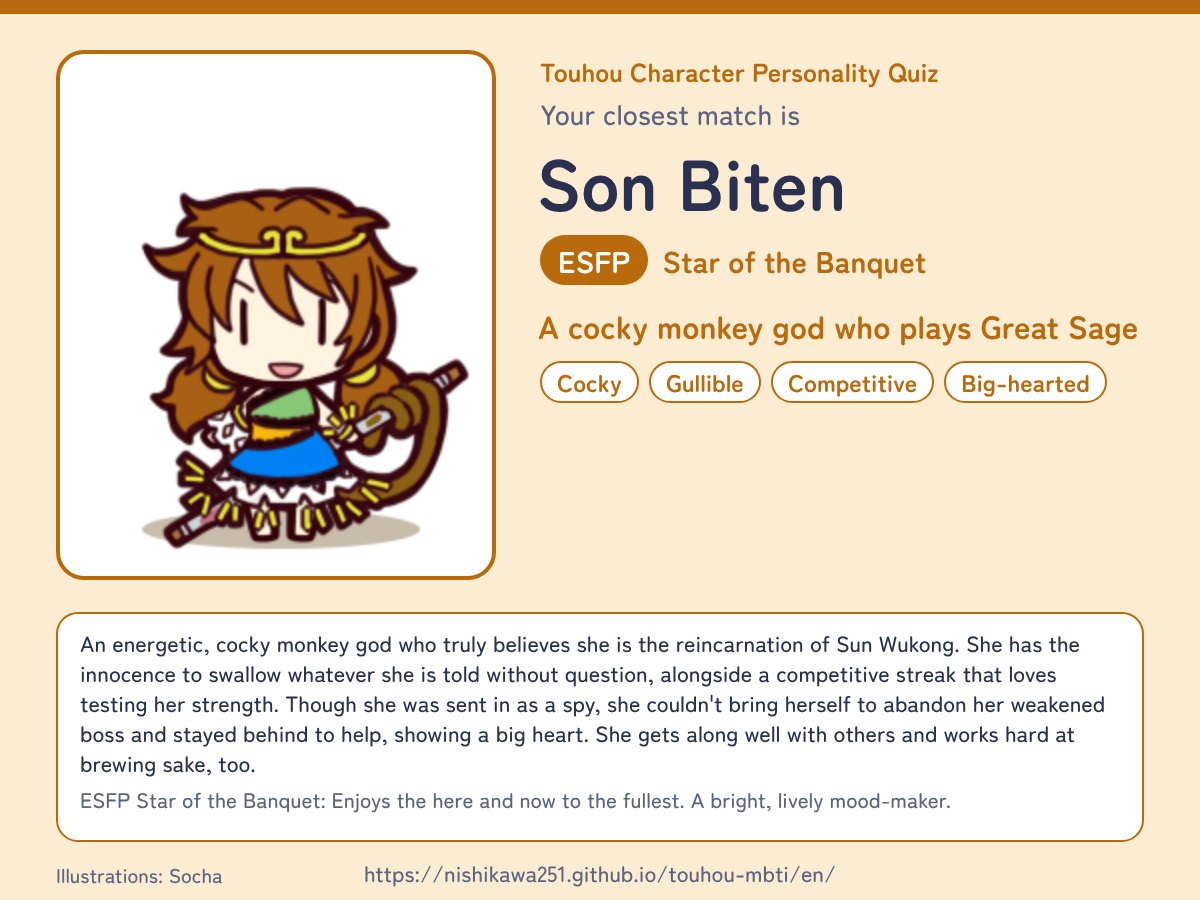 Touhou Character Personality Quiz
Your closest match is
Son Biten
ESFP Star of the Banquet
A cocky monkey god who plays Great Sage
Cocky Gullible Competitive Big-hearted
An energetic, cocky monkey god who truly believes she is the reincarnation of Sun Wukong. She has the
innocence to swallow whatever she is told without question, alongside a competitive streak that loves
testing her strength. Though she was sent in as a spy, she couldn't bring herself to abandon her weakened
boss and stayed behind to help, showing a big heart. She gets along well with others and works hard at
brewing sake, too.
ESFP Star of the Banquet: Enjoys the here and now to the fullest. A bright, lively mood-maker.
Illustrations: Socha https://nishikawa251.github.io/touhou-mbti/en/